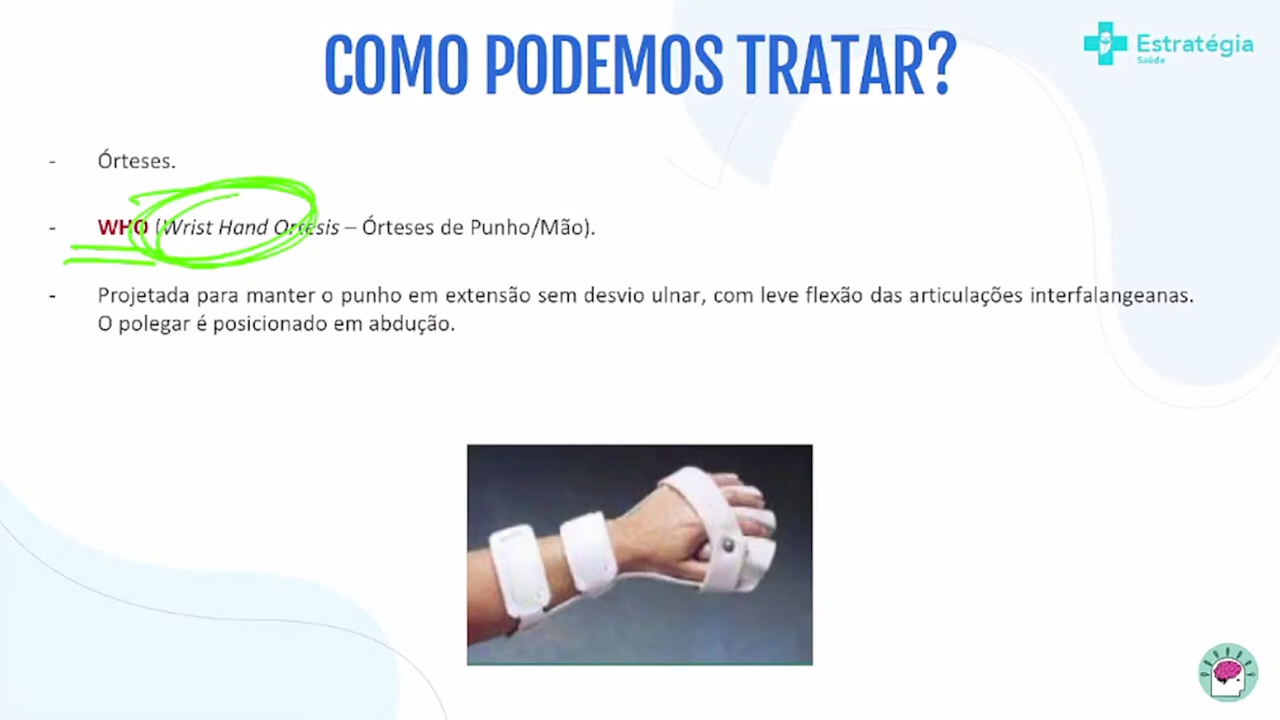 COMO PODEMOS TRATAR?
Estratégia
Saúde
- Órteses.
- WHO (Wrist Hand Ortesis – Órteses de Punho/Mão).
- Projetada para manter o punho em extensão sem desvio ulnar, com leve flexão das articulações interfalangeanas.
O polegar é posicionado em abdução.